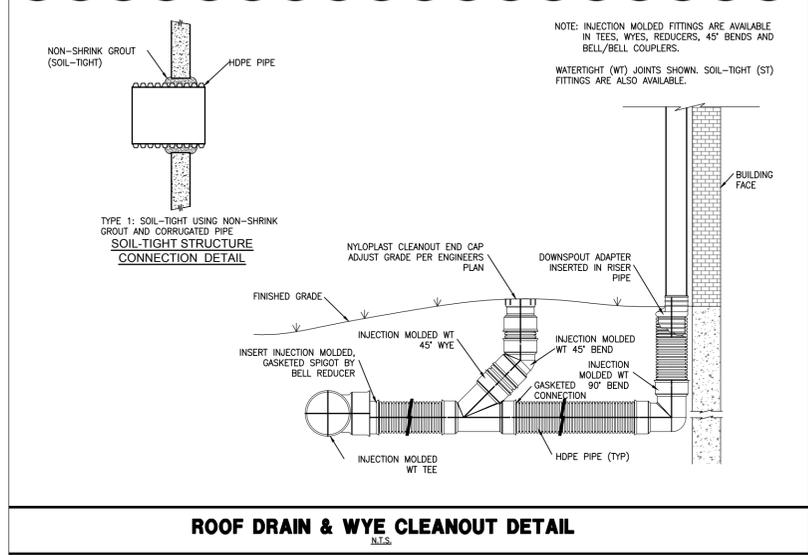 NOTE: INJECTION MOLDED FITTINGS ARE AVAILABLE
IN TEES, WYES, REDUCERS, 45° BENDS AND
BELL/BELL COUPLERS.
WATERTIGHT (WT) JOINTS SHOWN. SOIL-TIGHT (ST)
FITTINGS ARE ALSO AVAILABLE.
NON-SHRINK GROUT
(SOIL-TIGHT)
HDPE PIPE
TYPE 1: SOIL-TIGHT USING NON-SHRINK
GROUT AND CORRUGATED PIPE
SOIL-TIGHT STRUCTURE
CONNECTION DETAIL
BUILDING
FACE
NYLOPLAST CLEANOUT END CAP
ADJUST GRADE PER ENGINEERS
PLAN
DOWNSPOUT ADAPTER
INSERTED IN RISER
PIPE
FINISHED GRADE
INJECTION MOLDED WT
45° WYE
INJECTION MOLDED
WT 45° BEND
INSERT INJECTION MOLDED,
GASKETED SPIGOT BY
BELL REDUCER
INJECTION
MOLDED WT
90° BEND
GASKETED
CONNECTION
INJECTION MOLDED
WT TEE
HDPE PIPE (TYP)
ROOF DRAIN & WYE CLEANOUT DETAIL
N.T.S.